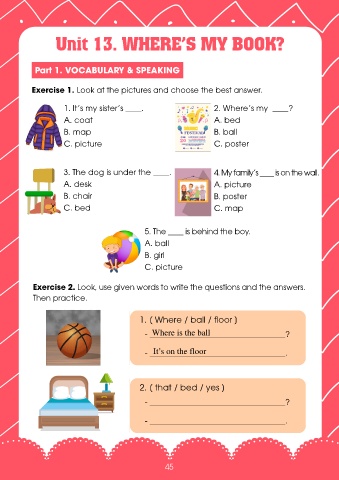 Unit 13. WHERE'S MY BOOK?
Part 1. VOCABULARY & SPEAKING
Exercise 1. Look at the pictures and choose the best answer.
1. It's my sister's ____.
A. coat
B. map
C. picture
2. Where's my ____?
A. bed
B. ball
C. poster
3. The dog is under the ____.
A. desk
B. chair
C. bed
4. My family's ____ is on the wall.
A. picture
B. poster
C. map
5. The ____ is behind the boy.
A. ball
B. girl
C. picture
Exercise 2. Look, use given words to write the questions and the answers.
Then practice.
1. ( Where / ball / floor )
- Where is the ball ?
- It's on the floor .
2. ( that / bed / yes )
- ____?
- ____.
45